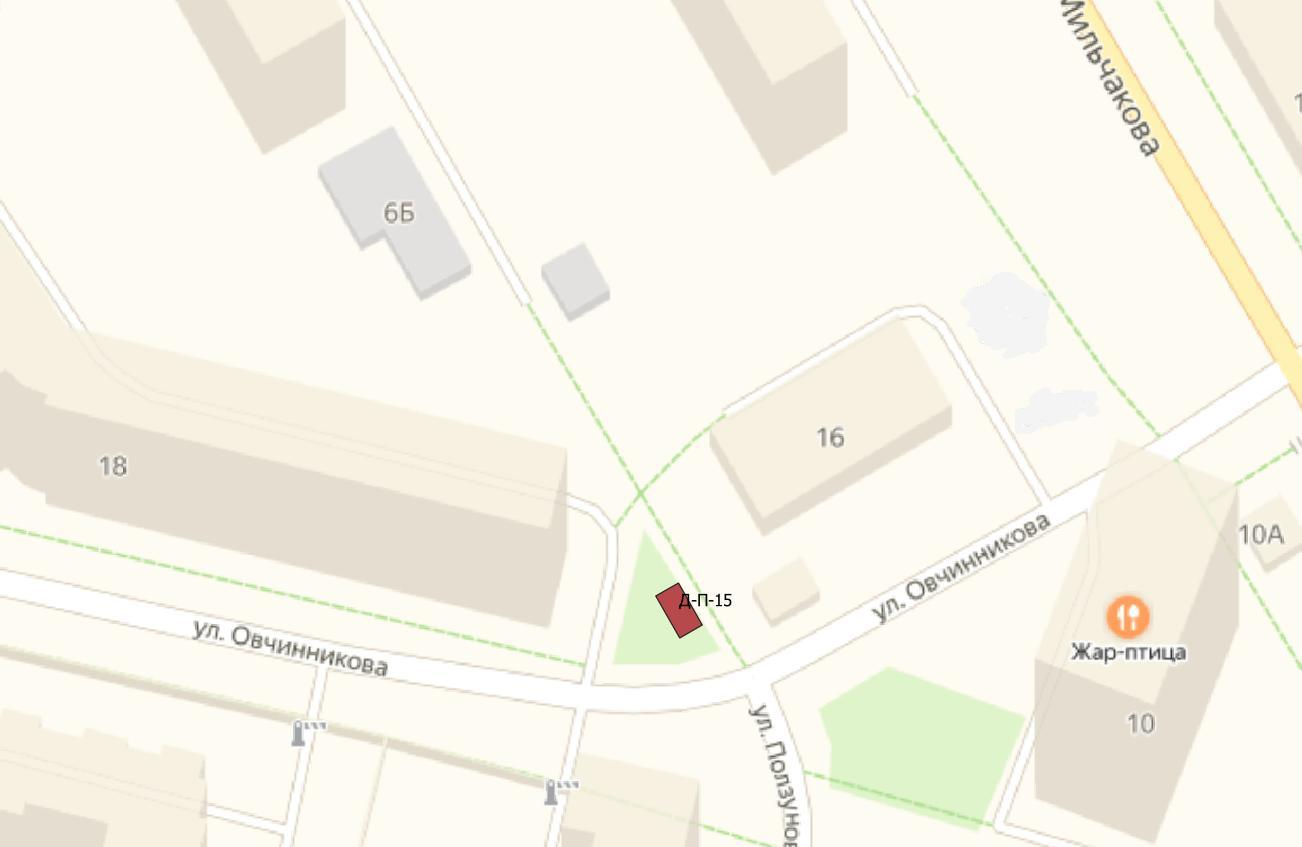 Мильчакова
6Б
16
18
10А
Д-П-15
ул. Овчинникова
ул. Овчинникова
Жар-птица
10